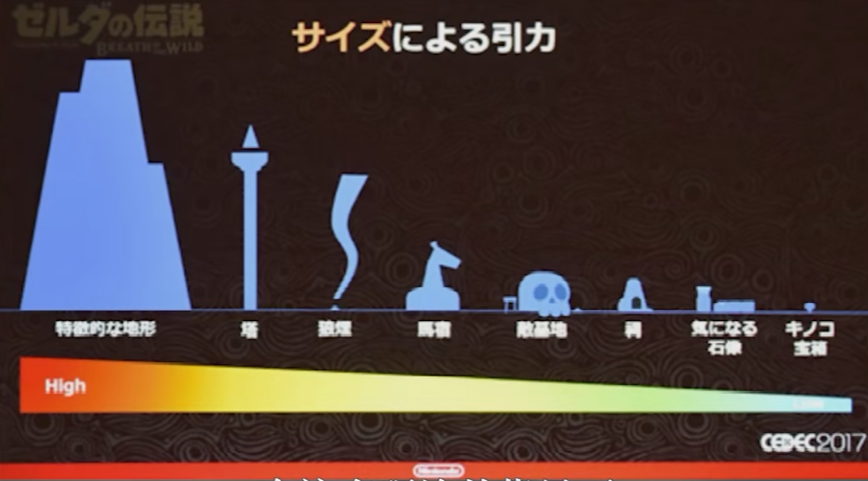 ゼルダの伝説
BREATH OF THE WILD
サイズによる引力
特徴的な地形
塔
狼煙
馬宿
敵基地
祠
気になる
石像
キノコ
宝箱
High
CEDEC2017
Nintendo